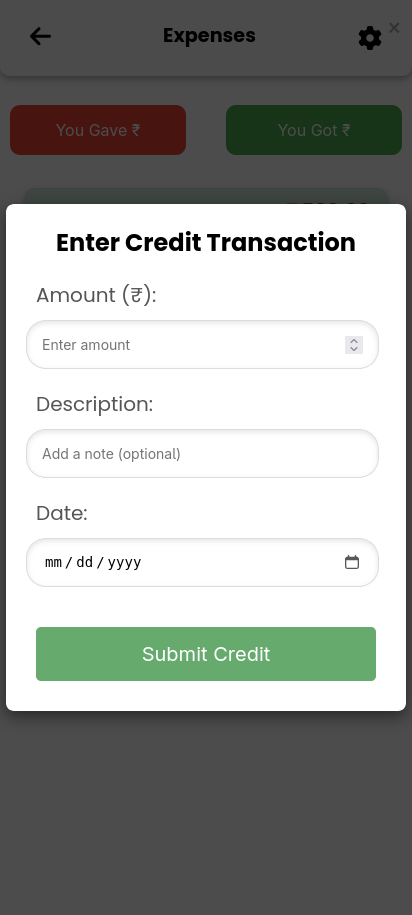 Expenses
×
You Gave ₹
You Got ₹
Enter Credit Transaction
Amount (₹):
Enter amount
Description:
Add a note (optional)
Date:
mm/dd/yyyy
Submit Credit